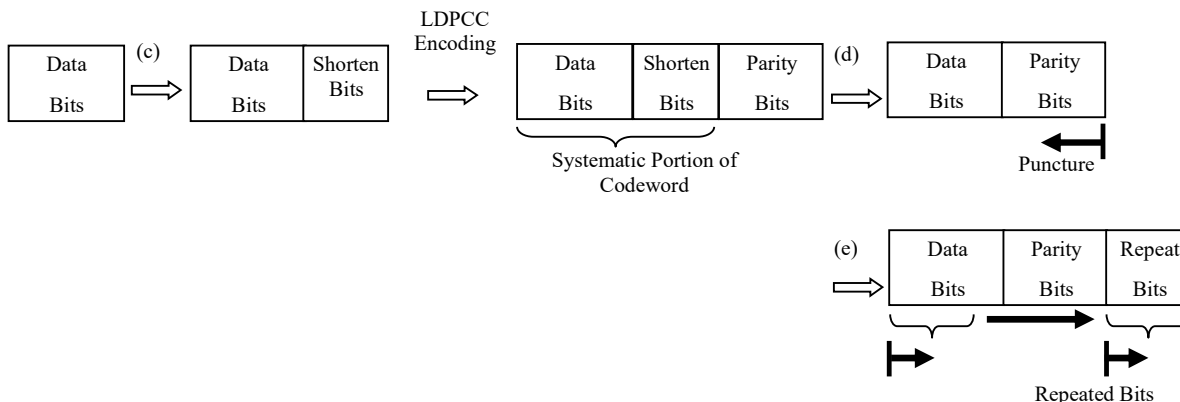 Data
Bits
(c)
Data
Bits
Shorten
Bits
LDPCC
Encoding
Data
Bits
Shorten
Bits
Parity
Bits
Systematic Portion of
Codeword
(d)
Data
Bits
Parity
Bits
Puncture
(e)
Data
Bits
Parity
Bits
Repeat
Bits
Repeated Bits